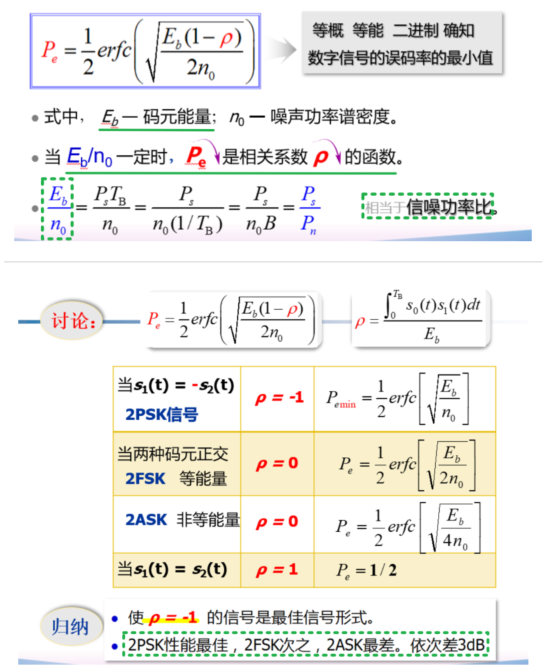 P_e = \frac{1}{2} erfc\left(\sqrt{\frac{E_b(1-\rho)}{2n_0}}\right)
等概 等能 二进制 确知
数字信号的误码率的最小值
● 式中， E_b — 码元能量； n_0 — 噪声功率谱密度。
● 当 E_b/n_0 一定时， P_e 是相关系数 ρ 的函数。
● \frac{E_b}{n_0} = \frac{P_s T_B}{n_0} = \frac{P_s}{n_0(1/T_B)} = \frac{P_s}{n_0 B} = \frac{P_s}{P_n} 相当于信噪功率比。
讨论： P_e = \frac{1}{2} erfc\left(\sqrt{\frac{E_b(1-\rho)}{2n_0}}\right) \rho = \frac{\int_0^{T_B} s_0(t)s_1(t)dt}{E_b}
当s_1(t) = -s_2(t)
2PSK信号
ρ = -1
P_{emin} = \frac{1}{2} erfc\left[\sqrt{\frac{E_b}{n_0}}\right]
当两种码元正交
2FSK 等能量
ρ = 0
P_e = \frac{1}{2} erfc\left[\sqrt{\frac{E_b}{2n_0}}\right]
2ASK 非等能量
ρ = 0
P_e = \frac{1}{2} erfc\left[\sqrt{\frac{E_b}{4n_0}}\right]
当s_1(t) = s_2(t)
ρ = 1
P_e = 1/2
归纳
● 使 ρ = -1 的信号是最佳信号形式。
● 2PSK性能最佳，2FSK次之，2ASK最差。依次差3dB